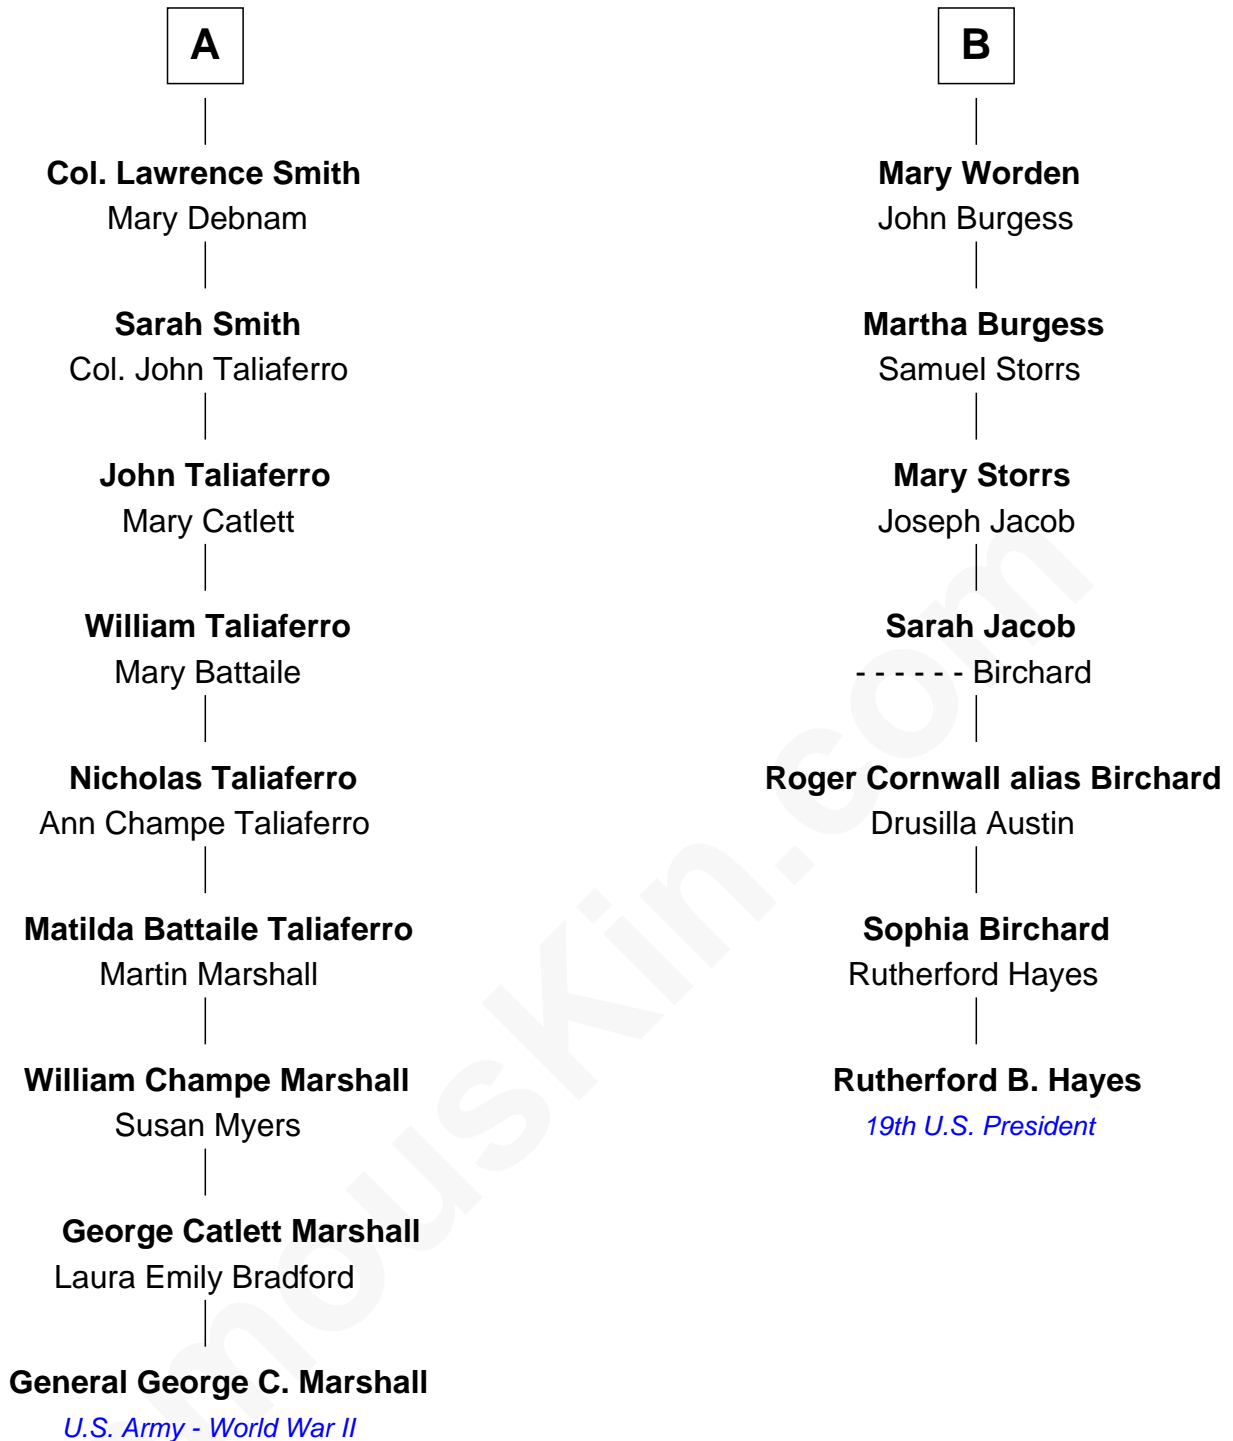 A
Col. Lawrence Smith
Mary Debnam
Sarah Smith
Col. John Taliaferro
John Taliaferro
Mary Catlett
William Taliaferro
Mary Battaile
Nicholas Taliaferro
Ann Champe Taliaferro
Matilda Battaile Taliaferro
Martin Marshall
William Champe Marshall
Susan Myers
George Catlett Marshall
Laura Emily Bradford
General George C. Marshall
U.S. Army - World War II
B
Mary Worden
John Burgess
Martha Burgess
Samuel Storrs
Mary Storrs
Joseph Jacob
Sarah Jacob
- - - - - - Birchard
Roger Cornwall alias Birchard
Drusilla Austin
Sophia Birchard
Rutherford Hayes
Rutherford B. Hayes
19th U.S. President
mousKin.com